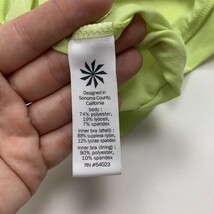 Designed in
Sonoma County,
California
body :
74% polyester,
19% lyocell,
7% spandex
inner bra (shell) :
88% supplex nylon,
12% lycra spandex
inner bra (lining) :
90% polyester,
10% spandex
RN #54023